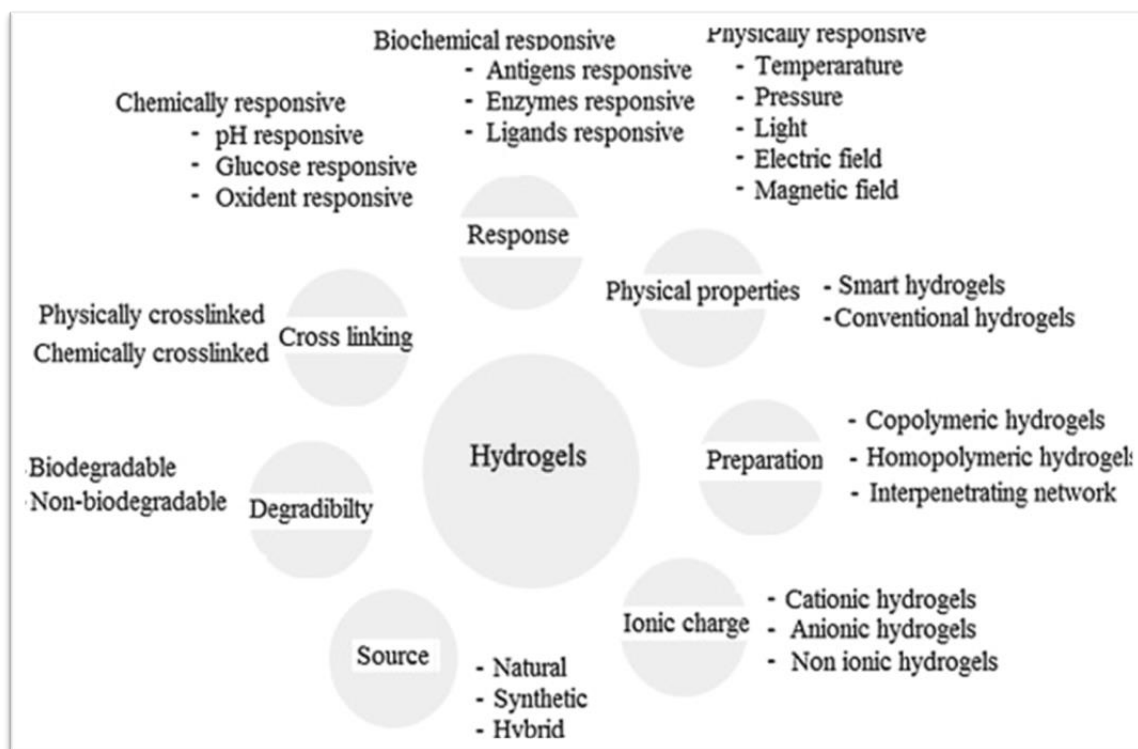 Biochemical responsive
- Antigens responsive
- Enzymes responsive
- Ligands responsive
Physically responsive
- Temperarature
- Pressure
- Light
- Electric field
- Magnetic field
Chemically responsive
- pH responsive
- Glucose responsive
- Oxident responsive
Response
Physical properties
- Smart hydrogels
-Conventional hydrogels
Physically crosslinked
Chemically crosslinked
Cross linking
Hydrogels
Preparation
- Copolymeric hydrogels
- Homopolymeric hydrogels
- Interpenetrating network
-Biodegradable
-Non-biodegradable
Degradibilty
Ionic charge
- Cationic hydrogels
- Anionic hydrogels
- Non ionic hydrogels
Source
- Natural
- Synthetic
- Hybrid